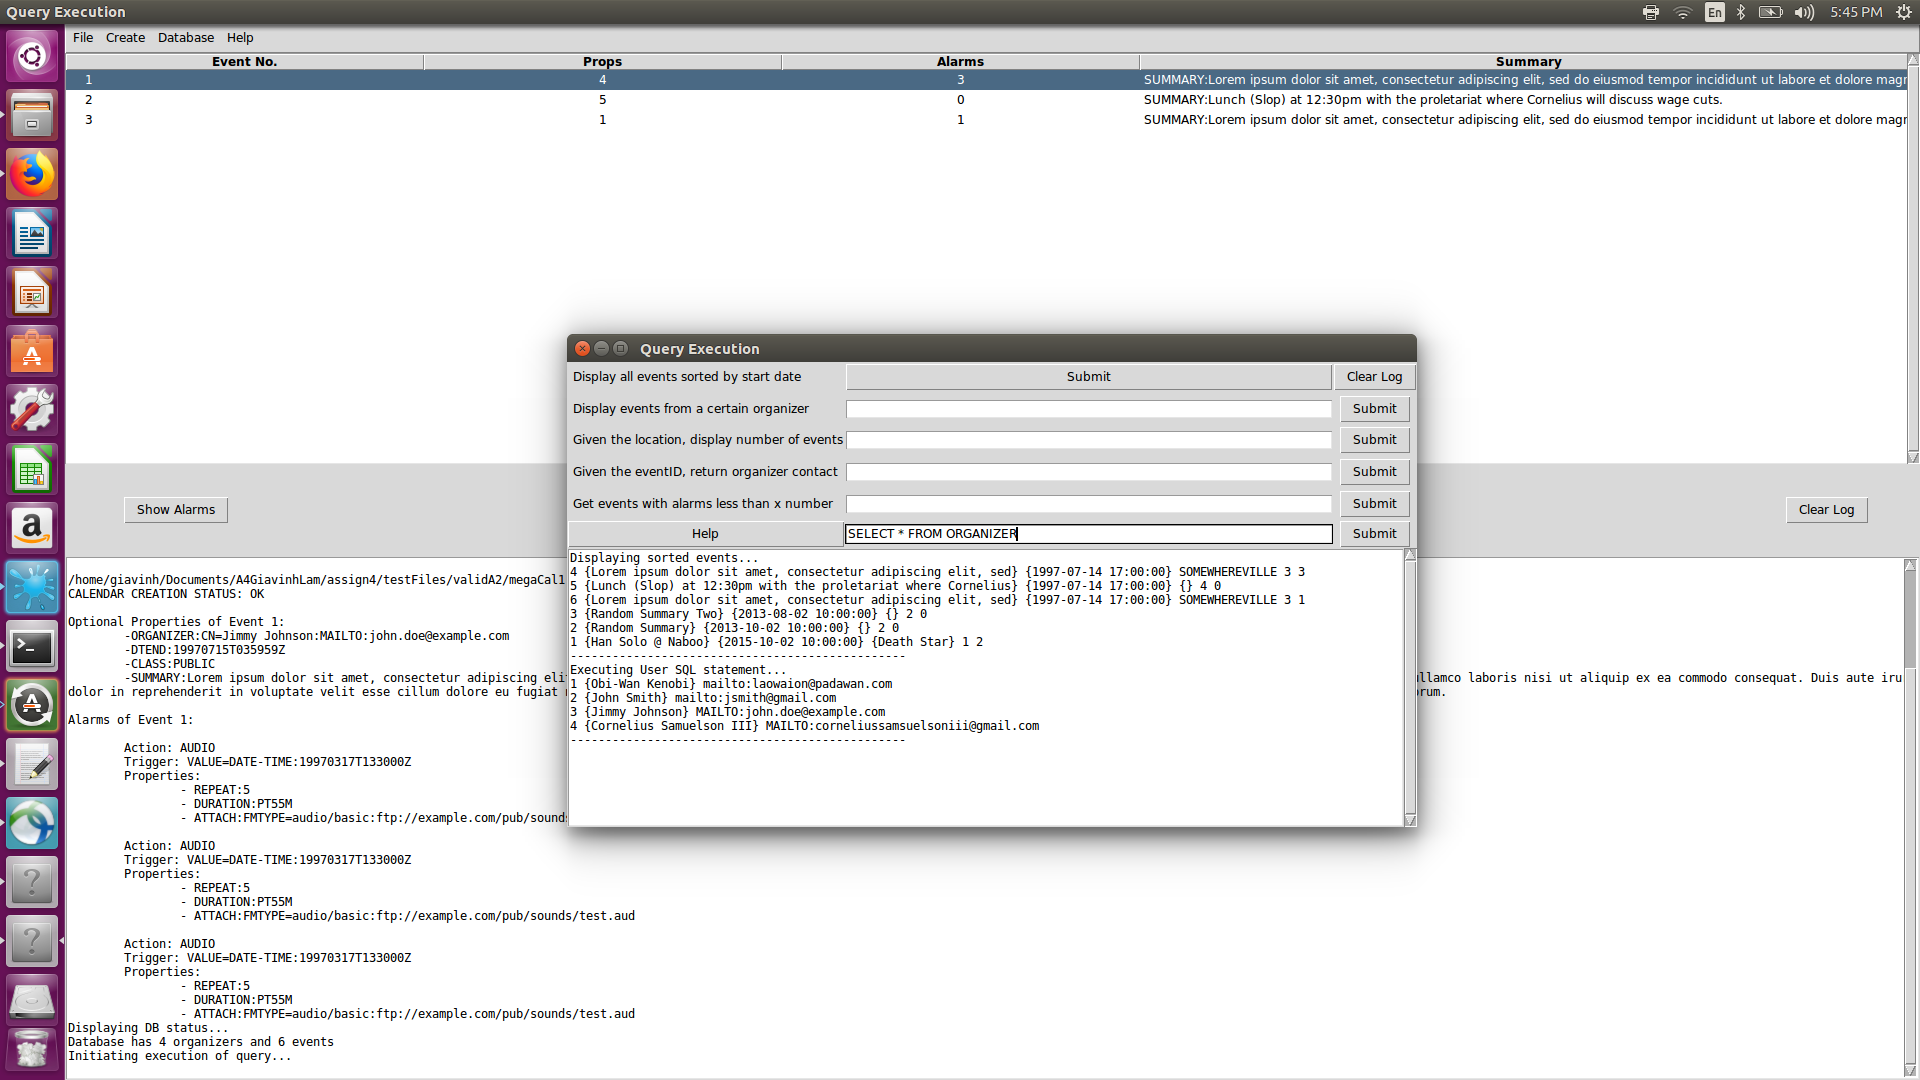 Query Execution
En
5:45 PM
File Create Database Help
Event No. Props Alarms Summary
1 4 3 SUMMARY:Lorem ipsum dolor sit amet, consectetur adipiscing elit, sed do eiusmod tempor incididunt ut labore et dolore magr
2 5 0 SUMMARY:Lunch (Slop) at 12:30pm with the proletariat where Cornelius will discuss wage cuts.
3 1 1 SUMMARY:Lorem ipsum dolor sit amet, consectetur adipiscing elit, sed do eiusmod tempor incididunt ut labore et dolore magr
Show Alarms
Clear Log
Query Execution
Display all events sorted by start date Submit Clear Log
Display events from a certain organizer Submit
Given the location, display number of events Submit
Given the eventID, return organizer contact Submit
Get events with alarms less than x number Submit
Help SELECT * FROM ORGANIZER Submit
Displaying sorted events...
4 {Lorem ipsum dolor sit amet, consectetur adipiscing elit, sed} {1997-07-14 17:00:00} SOMEWHEREVILLE 3 3
5 {Lunch (Slop) at 12:30pm with the proletariat where Cornelius} {1997-07-14 17:00:00} {} 4 0
6 {Lorem ipsum dolor sit amet, consectetur adipiscing elit, sed} {1997-07-14 17:00:00} SOMEWHEREVILLE 3 1
3 {Random Summary Two} {2013-08-02 10:00:00} {} 2 0
2 {Random Summary} {2013-10-02 10:00:00} {} 2 0
1 {Han Solo @ Naboo} {2015-10-02 10:00:00} {Death Star} 1 2
------------------------------------------------
Executing User SQL statement...
1 {Obi-Wan Kenobi} mailto:laowaion@padawan.com
2 {John Smith} mailto:jsmith@gmail.com
3 {Jimmy Johnson} MAILTO:john.doe@example.com
4 {Cornelius Samuelson III} MAILTO:corneliussamsuelsoniii@gmail.com
------------------------------------------------
/home/giavinh/Documents/A4GiavinhLam/assign4/testFiles/validA2/megaCal1
CALENDAR CREATION STATUS: OK
Optional Properties of Event 1:
-ORGANIZER:CN=Jimmy Johnson:MAILTO:john.doe@example.com
-DTEND:19970715T035959Z
-CLASS:PUBLIC
-SUMMARY:Lorem ipsum dolor sit amet, consectetur adipiscing eli llamco laboris nisi ut aliquip ex ea commodo consequat. Duis aute iru
dolor in reprehenderit in voluptate velit esse cillum dolore eu fugiat rum.
Alarms of Event 1:
Action: AUDIO
Trigger: VALUE=DATE-TIME:19970317T133000Z
Properties:
- REPEAT:5
- DURATION:PT55M
- ATTACH:FMTYPE=audio/basic:ftp://example.com/pub/sounds
Action: AUDIO
Trigger: VALUE=DATE-TIME:19970317T133000Z
Properties:
- REPEAT:5
- DURATION:PT55M
- ATTACH:FMTYPE=audio/basic:ftp://example.com/pub/sounds/test.aud
Action: AUDIO
Trigger: VALUE=DATE-TIME:19970317T133000Z
Properties:
- REPEAT:5
- DURATION:PT55M
- ATTACH:FMTYPE=audio/basic:ftp://example.com/pub/sounds/test.aud
Displaying DB status...
Database has 4 organizers and 6 events
Initiating execution of query...